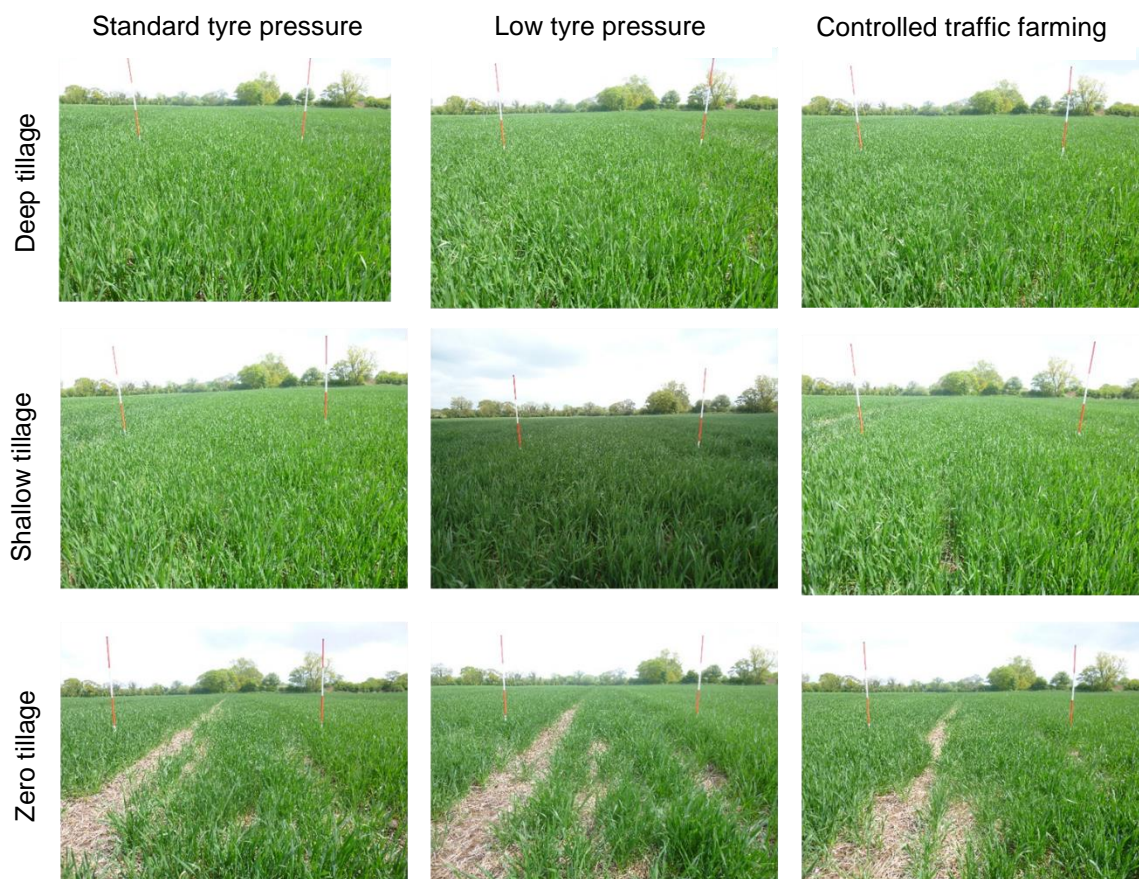 Standard tyre pressure
Low tyre pressure
Controlled traffic farming
Deep tillage
Shallow tillage
Zero tillage